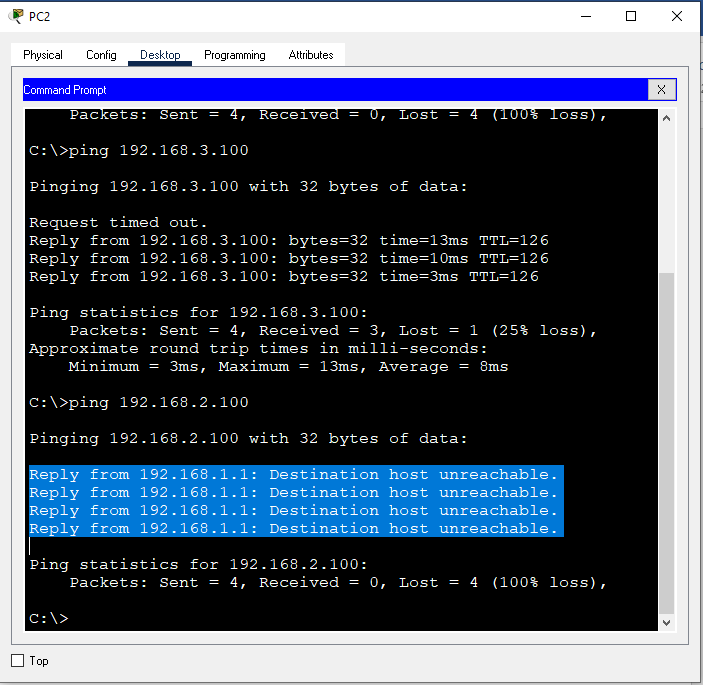 PC2
Physical Config Desktop Programming Attributes
Command Prompt X
Packets: Sent = 4, Received = 0, Lost = 4 (100% loss),
C:\>ping 192.168.3.100
Pinging 192.168.3.100 with 32 bytes of data:
Request timed out.
Reply from 192.168.3.100: bytes=32 time=13ms TTL=126
Reply from 192.168.3.100: bytes=32 time=10ms TTL=126
Reply from 192.168.3.100: bytes=32 time=3ms TTL=126
Ping statistics for 192.168.3.100:
Packets: Sent = 4, Received = 3, Lost = 1 (25% loss),
Approximate round trip times in milli-seconds:
Minimum = 3ms, Maximum = 13ms, Average = 8ms
C:\>ping 192.168.2.100
Pinging 192.168.2.100 with 32 bytes of data:
Reply from 192.168.1.1: Destination host unreachable.
Reply from 192.168.1.1: Destination host unreachable.
Reply from 192.168.1.1: Destination host unreachable.
Reply from 192.168.1.1: Destination host unreachable.
Ping statistics for 192.168.2.100:
Packets: Sent = 4, Received = 0, Lost = 4 (100% loss),
C:\>
Top